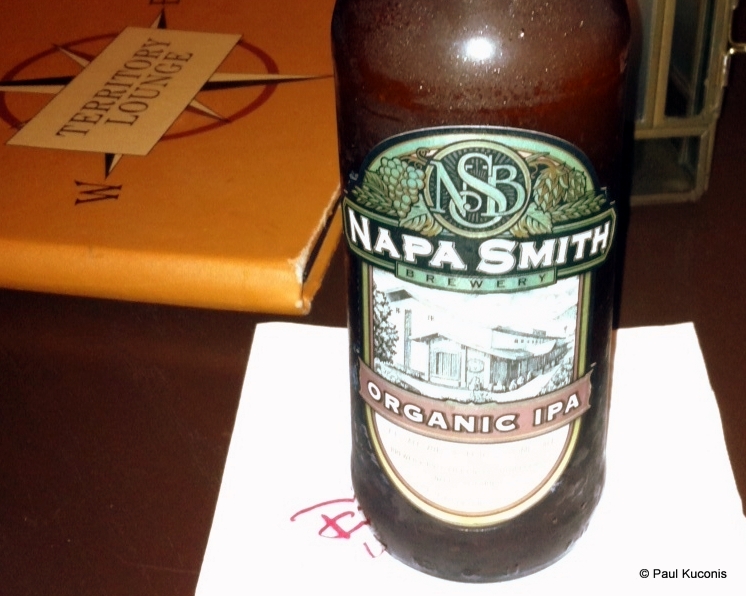 E
TERRITORY
LOUNGE
W
NSB
NAPA SMITH
BREWERY
ORGANIC IPA
© Paul Kuconis